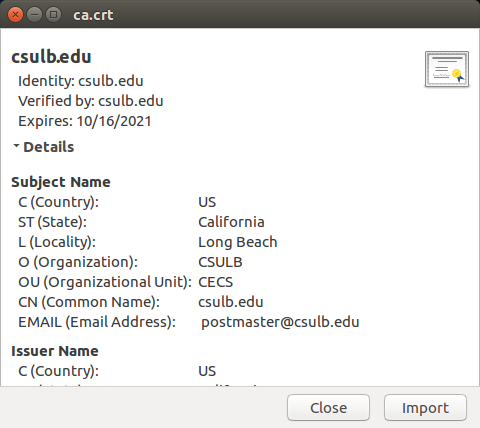 ca.crt
csulb.edu
Identity: csulb.edu
Verified by: csulb.edu
Expires: 10/16/2021
Details
Subject Name
C (Country): US
ST (State): California
L (Locality): Long Beach
O (Organization): CSULB
OU (Organizational Unit): CECS
CN (Common Name): csulb.edu
EMAIL (Email Address): postmaster@csulb.edu
Issuer Name
C (Country): US
Close Import